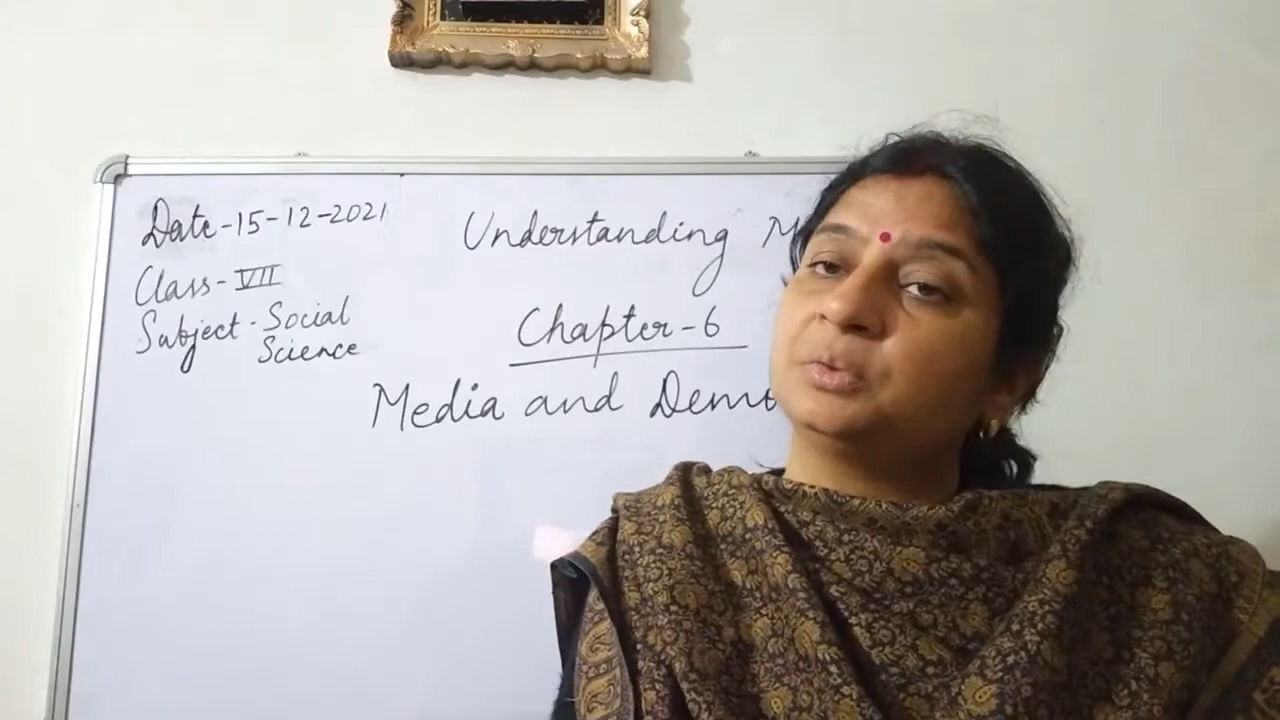 Date-15-12-2021
Class-VII
Subject-Social
Science
Understanding
Chapter-6
Media and